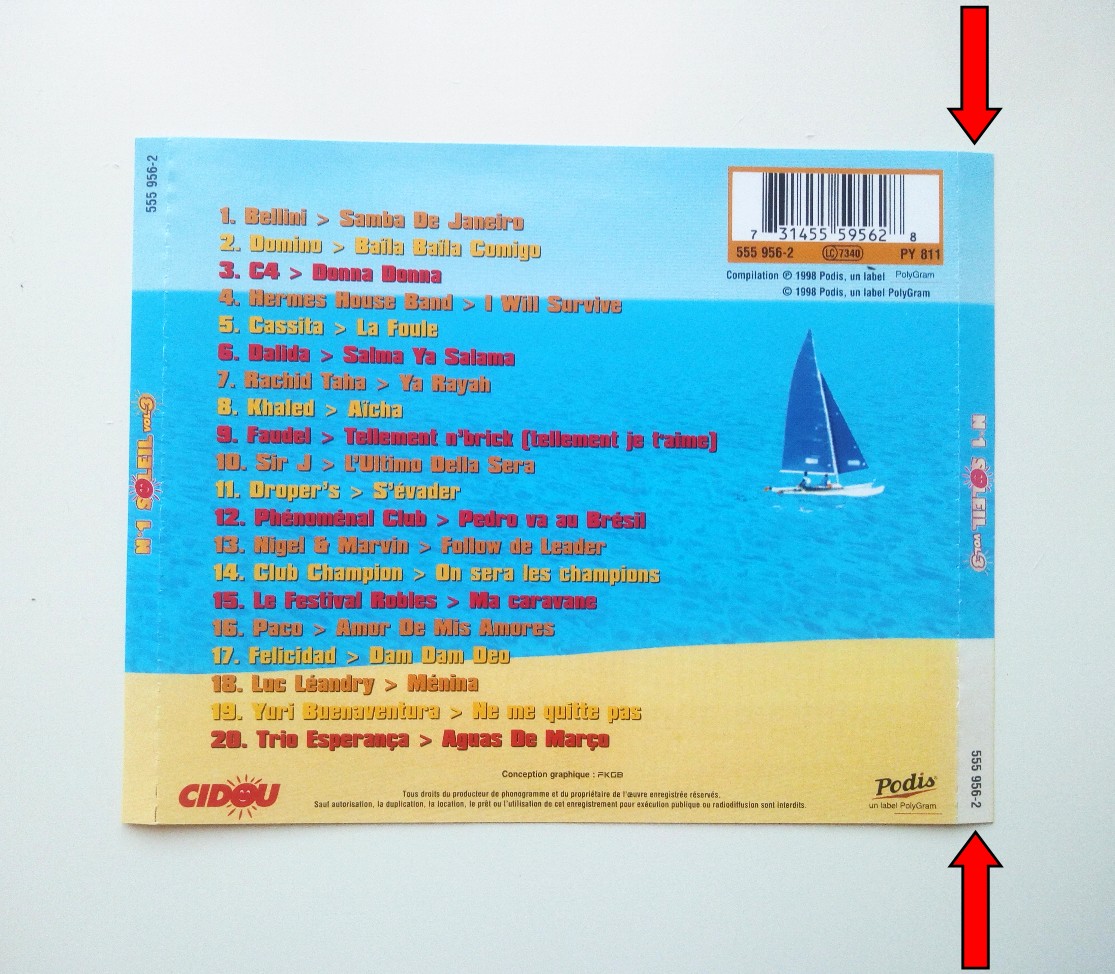 555 956-2
N°1 SOLEIL VOL3
1. Bellini > Samba De Janeiro
2. Domino > Baïla Baïla Comigo
3. C4 > Donna Donna
4. Hermes House Band > I Will Survive
5. Cassita > La Foule
6. Dalida > Salma Ya Salama
7. Rachid Taha > Ya Rayah
8. Khaled > Aïcha
9. Faudel > Tellement n'brick (tellement je t'aime)
10. Sir J > L'Ultimo Della Sera
11. Droper's > S'évader
12. Phénoménal Club > Pedro va au Brésil
13. Nigel & Marvin > Follow de Leader
14. Club Champion > On sera les champions
15. Le Festival Robles > Ma caravane
16. Paco > Amor De Mis Amores
17. Felicidad > Dam Dam Deo
18. Luc Léandry > Ménina
19. Yuri Buenaventura > Ne me quitte pas
20. Trio Esperança > Aguas De Março
7 31455 59562 8
555 956-2 LC 7340 PY 811
Compilation ℗ 1998 Podis, un label PolyGram
© 1998 Podis, un label PolyGram
Conception graphique : FKGB
CIDOU
Tous droits du producteur de phonogramme et du propriétaire de l'œuvre enregistrée réservés.
Sauf autorisation, la duplication, la location, le prêt ou l'utilisation de cet enregistrement pour exécution publique ou radiodiffusion sont interdits.
Podis
un label PolyGram
N°1 SOLEIL VOL3
555 956-2